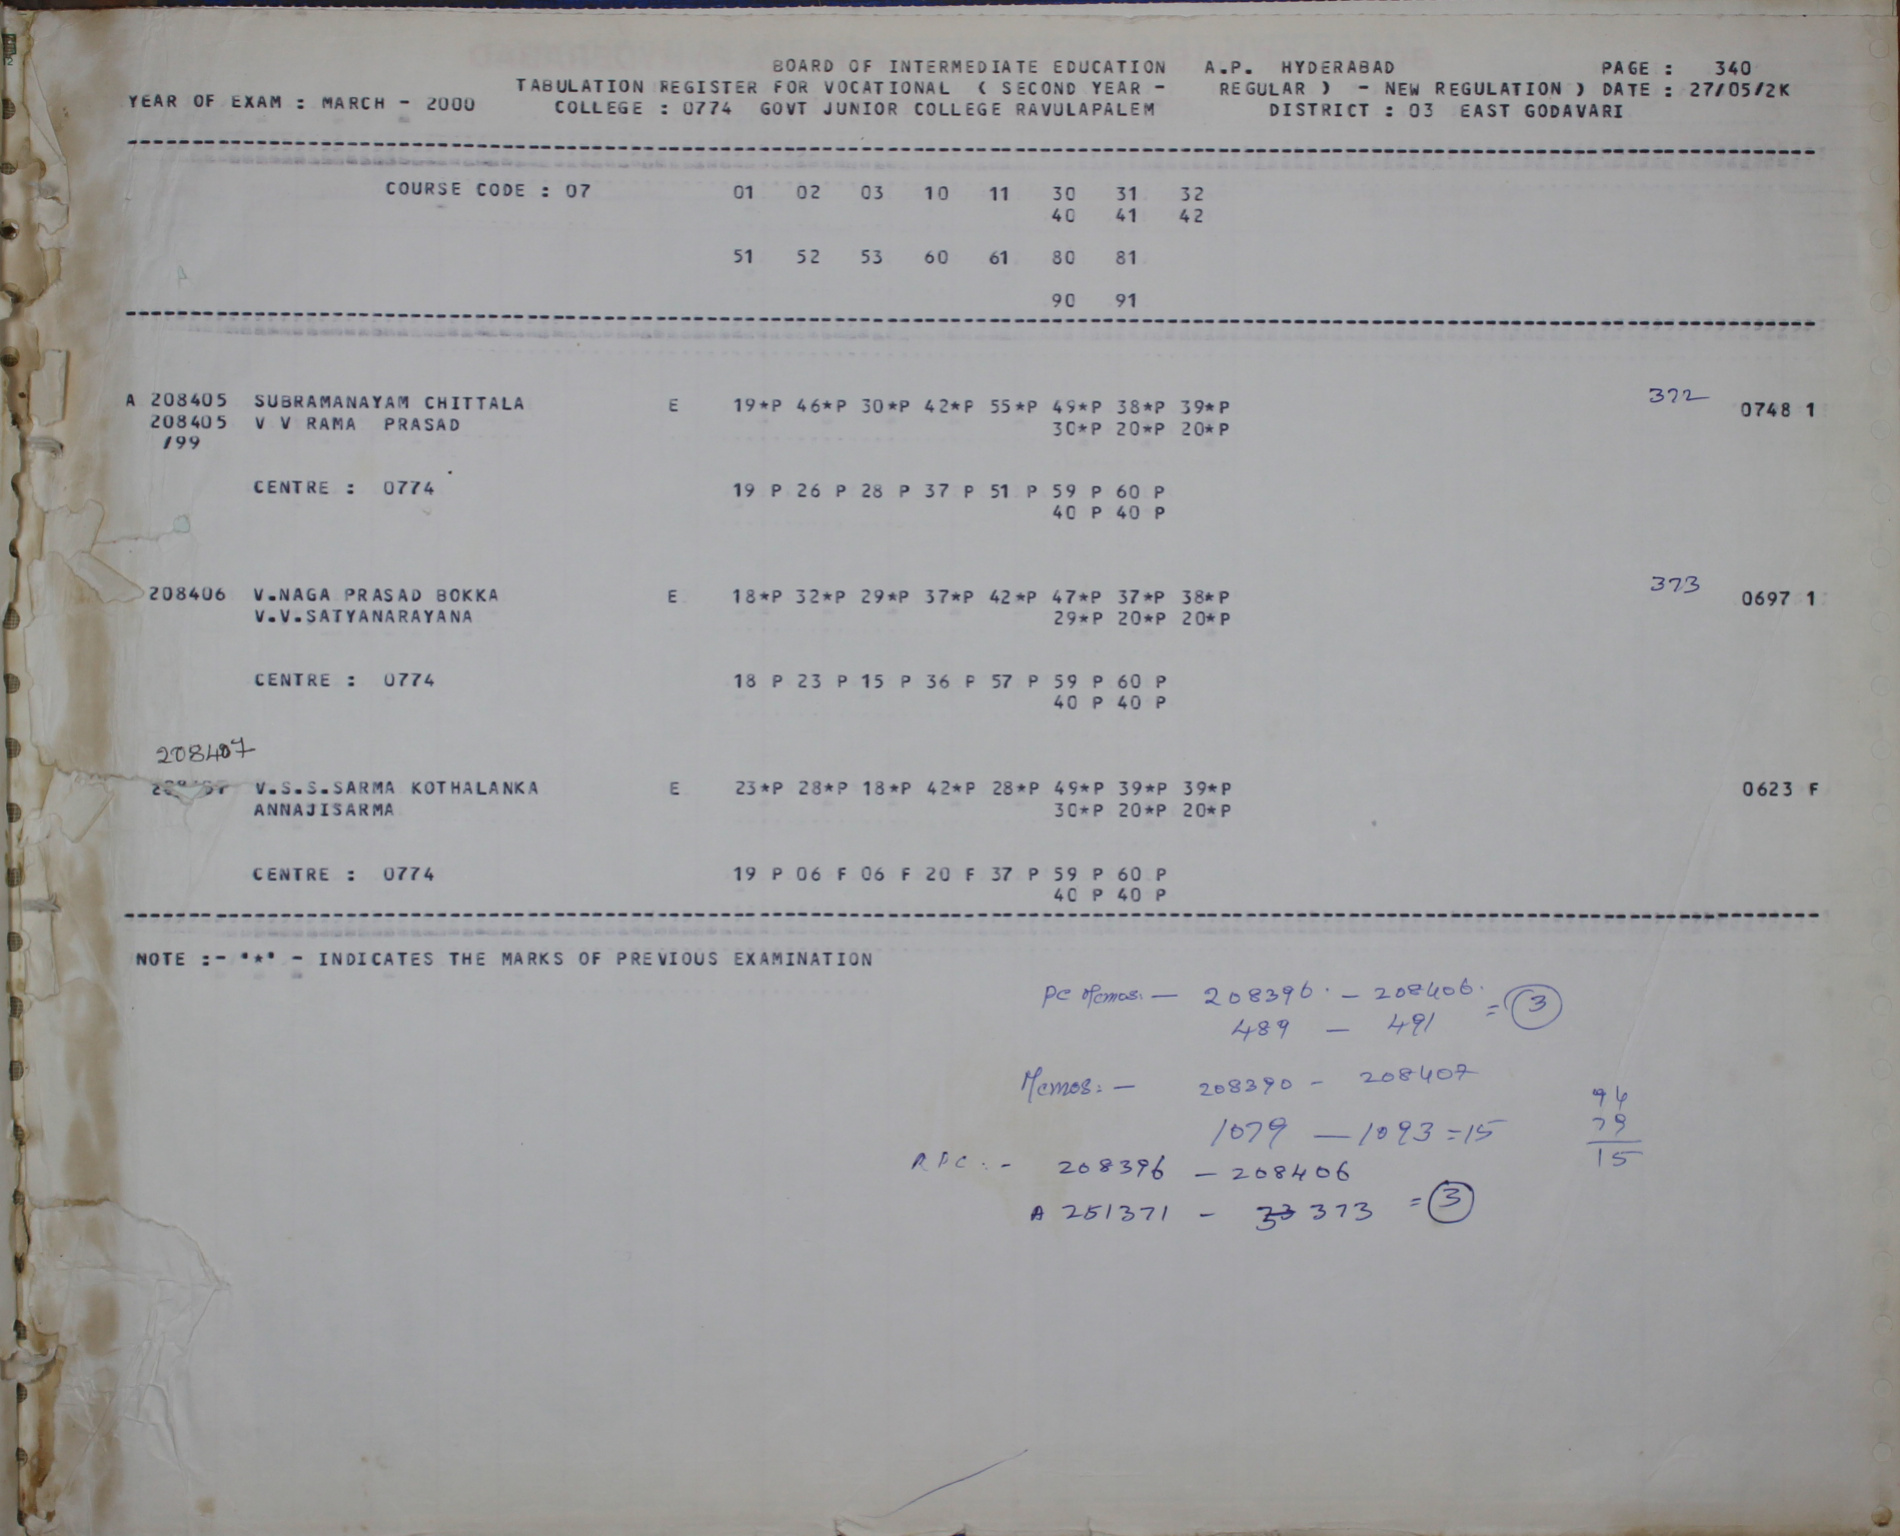 BOARD OF INTERMEDIATE EDUCATION A.P. HYDERABAD PAGE : 340
TABULATION REGISTER FOR VOCATIONAL ( SECOND YEAR - REGULAR ) - NEW REGULATION ) DATE : 27/05/2K
YEAR OF EXAM : MARCH - 2000 COLLEGE : 0774 GOVT JUNIOR COLLEGE RAVULAPALEM DISTRICT : 03 EAST GODAVARI
COURSE CODE : 07 01 02 03 10 11 30 31 32
40 41 42
51 52 53 60 61 80 81
90 91
A 208405 SUBRAMANAYAM CHITTALA E 19*P 46*P 30*P 42*P 55*P 49*P 38*P 39*P 372 0748 1
208405 V V RAMA PRASAD 30*P 20*P 20*P
/99
CENTRE : 0774 19 P 26 P 28 P 37 P 51 P 59 P 60 P
40 P 40 P
208406 V.NAGA PRASAD BOKKA E 18*P 32*P 29*P 37*P 42*P 47*P 37*P 38*P 373 0697 1
V.V.SATYANARAYANA 29*P 20*P 20*P
CENTRE : 0774 18 P 23 P 15 P 36 P 57 P 59 P 60 P
40 P 40 P
208407
V.S.S.SARMA KOTHALANKA E 23*P 28*P 18*P 42*P 28*P 49*P 39*P 39*P 0623 F
ANNAJISARMA 30*P 20*P 20*P
CENTRE : 0774 19 P 06 F 06 F 20 F 37 P 59 P 60 P
40 P 40 P
NOTE :- '*' - INDICATES THE MARKS OF PREVIOUS EXAMINATION
PC Memos: - 208396 - 208406
489 - 491 = 3
Memos: - 208390 - 208407
1079 - 1093 = 15
94
79
15
R P C : - 208396 - 208406
A 251371 - 373 = 3